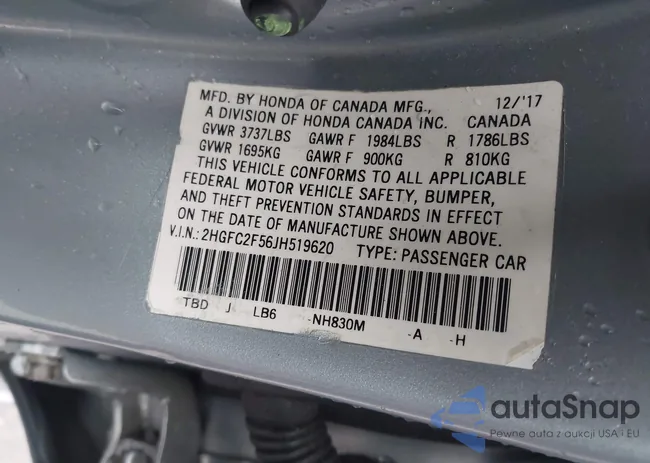 MFD. BY HONDA OF CANADA MFG., 12/'17
A DIVISION OF HONDA CANADA INC. CANADA
GVWR 3737LBS GAWR F 1984LBS R 1786LBS
GVWR 1695KG GAWR F 900KG R 810KG
THIS VEHICLE CONFORMS TO ALL APPLICABLE
FEDERAL MOTOR VEHICLE SAFETY, BUMPER,
AND THEFT PREVENTION STANDARDS IN EFFECT
ON THE DATE OF MANUFACTURE SHOWN ABOVE.
V.I.N.: 2HGFC2F56JH519620 TYPE: PASSENGER CAR
TBD J LB6 -NH830M -A -H
autaSnap
Pewne auta z aukcji USA i EU